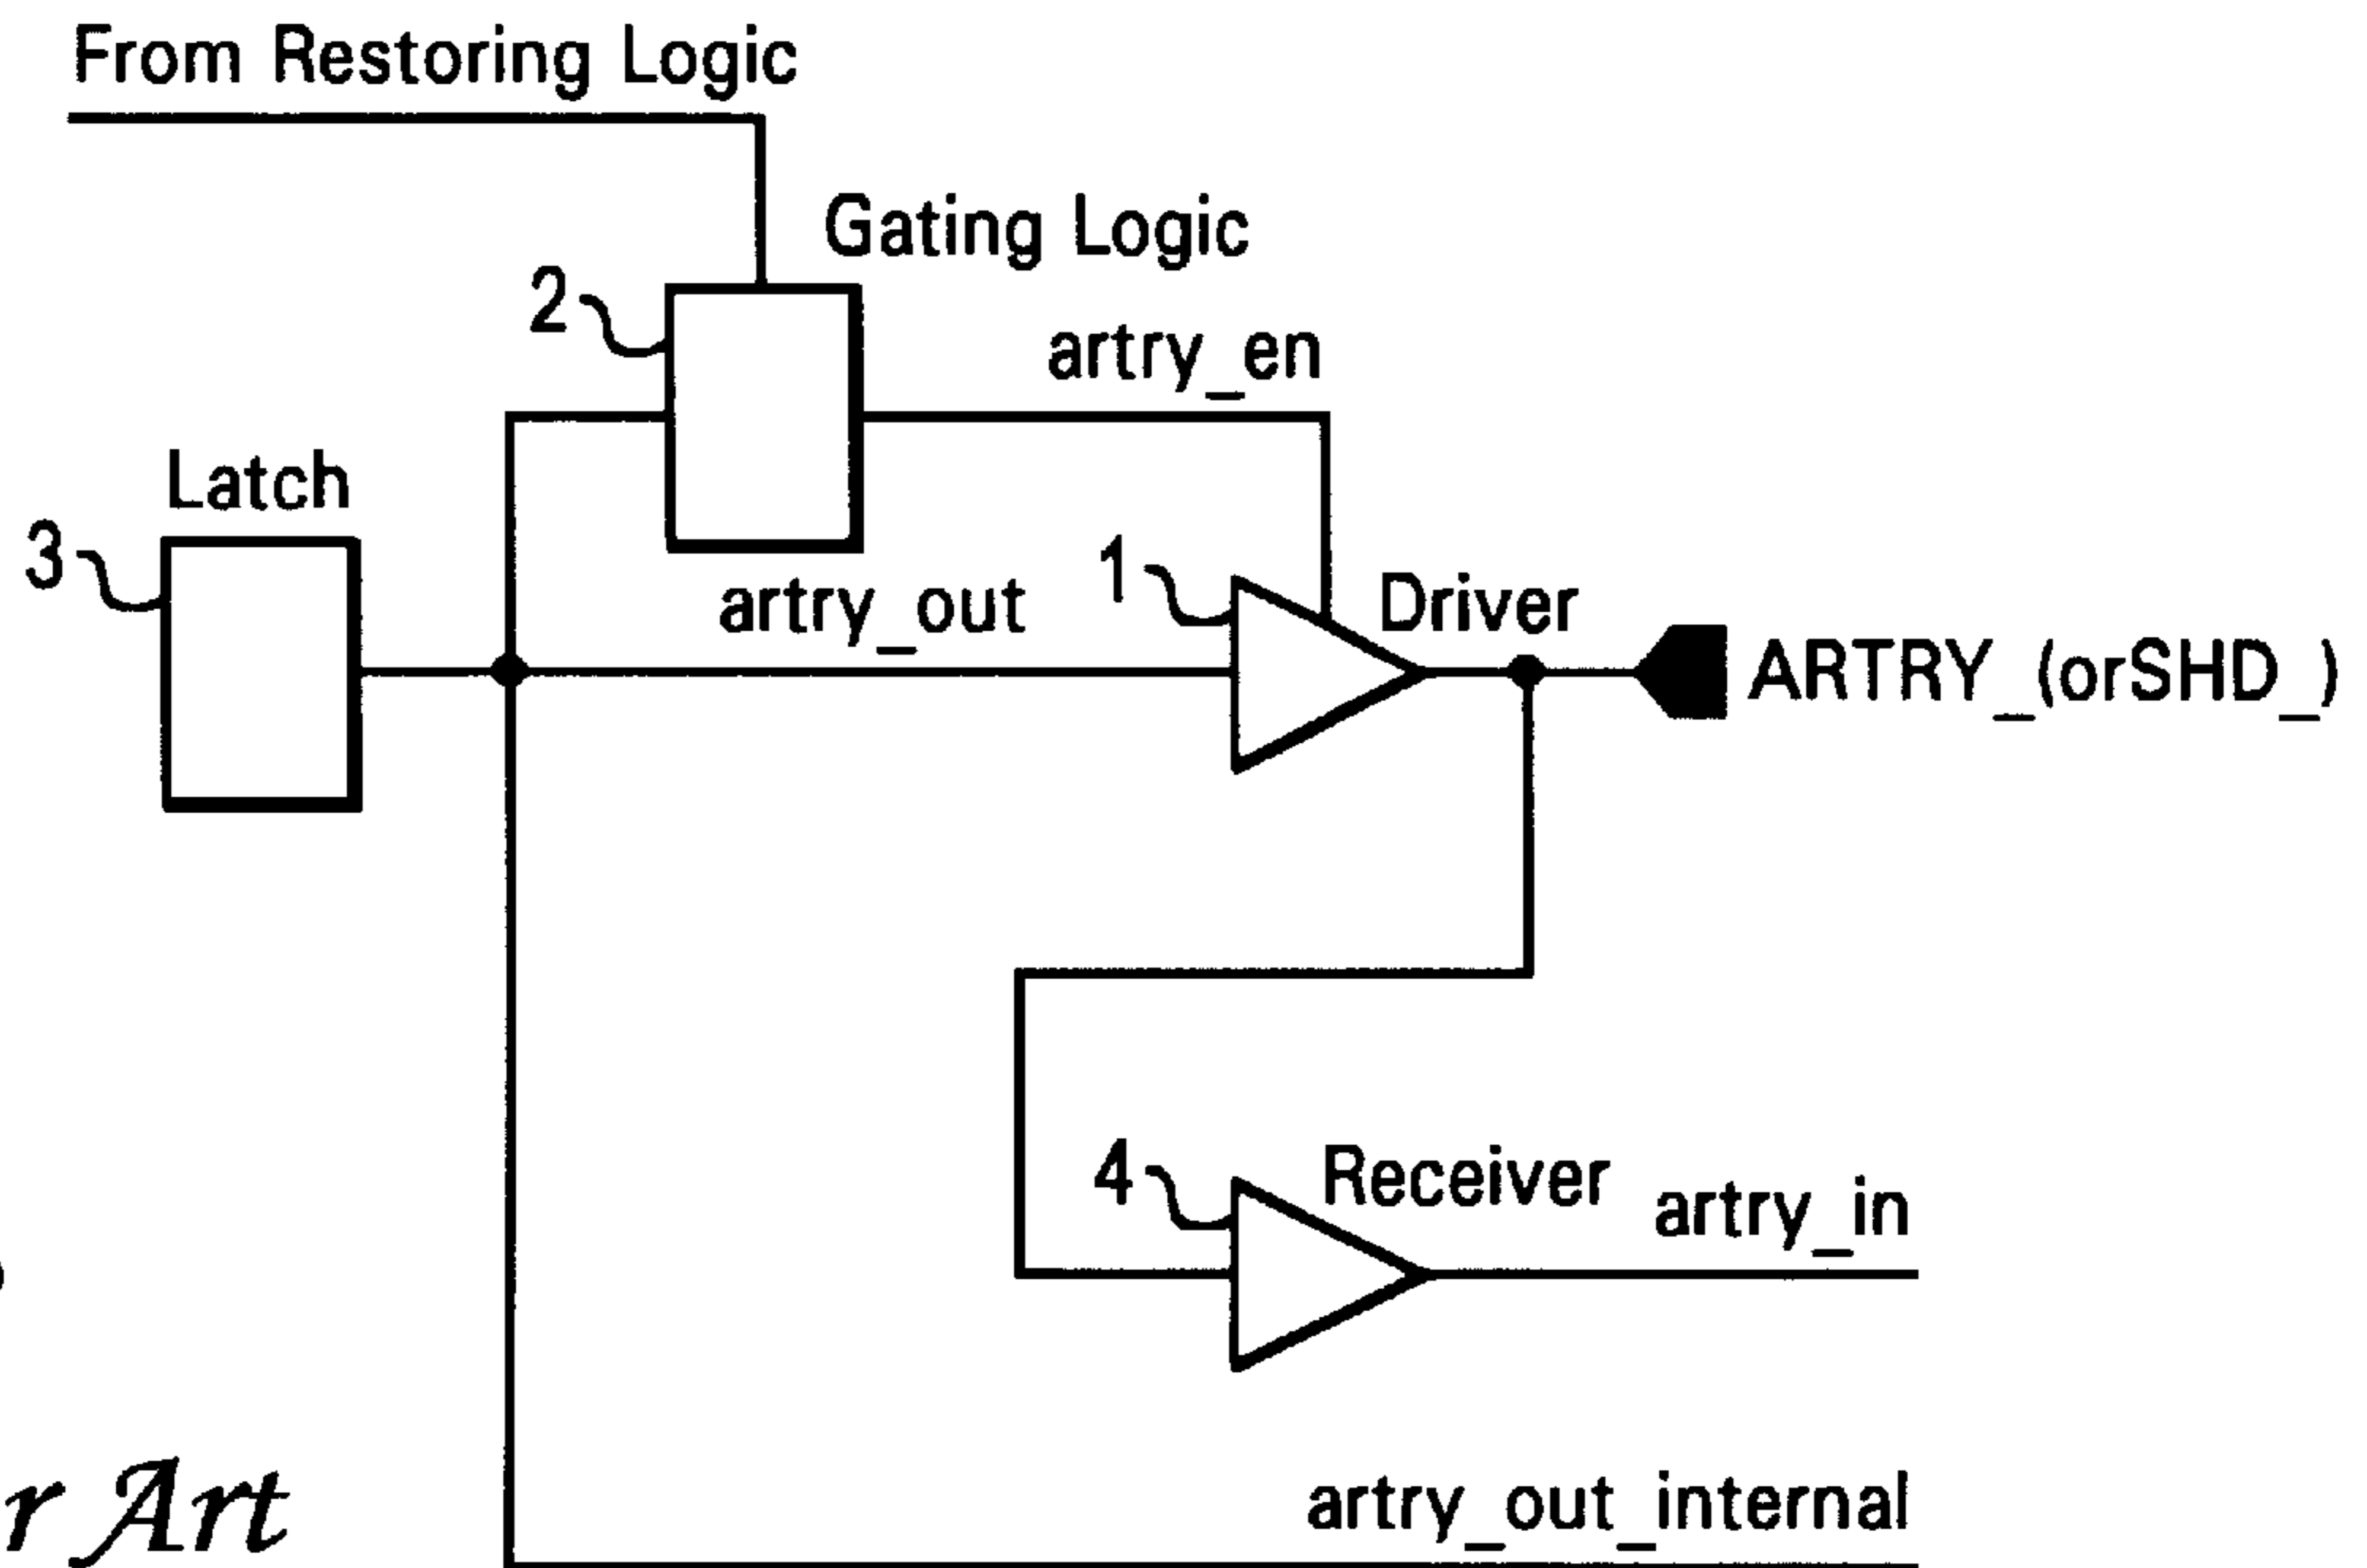 From Restoring Logic
Gating Logic
2
artry_en
Latch
3
artry_out
1
Driver
ARTRY_(orSHD_)
4
Receiver
artry_in
r Art
artry_out_internal